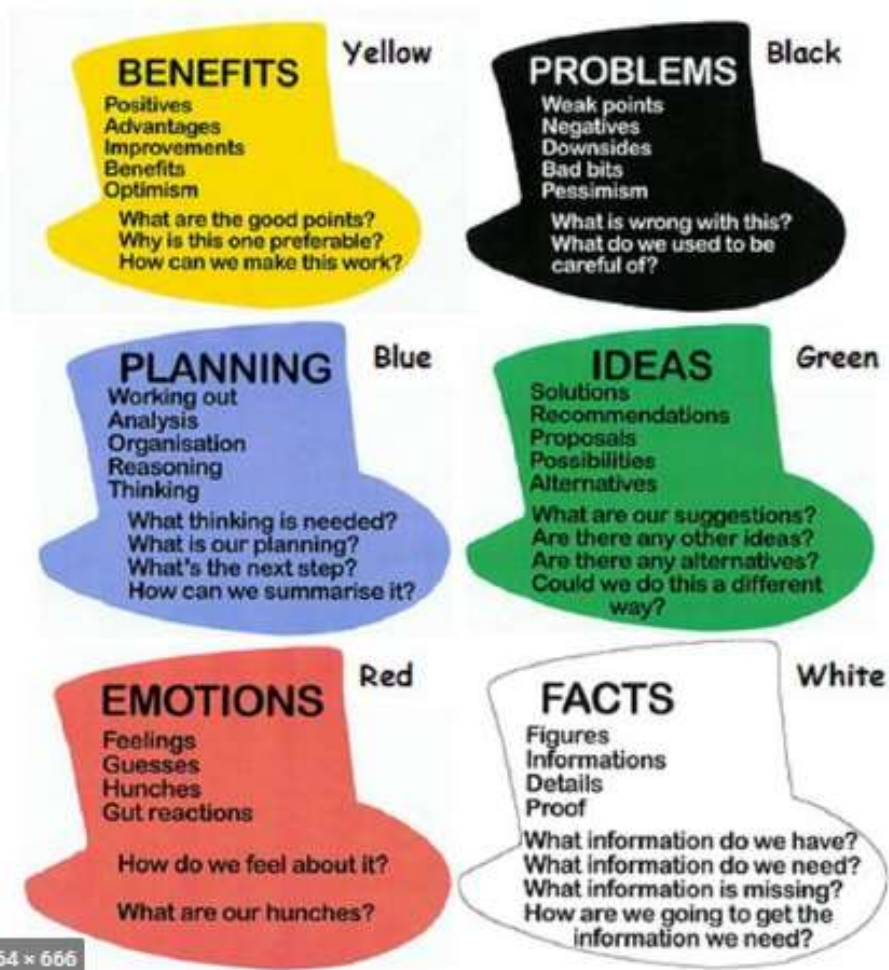 Yellow
BENEFITS
Positives
Advantages
Improvements
Benefits
Optimism
What are the good points?
Why is this one preferable?
How can we make this work?
Black
PROBLEMS
Weak points
Negatives
Downsides
Bad bits
Pessimism
What is wrong with this?
What do we used to be
careful of?
Blue
PLANNING
Working out
Analysis
Organisation
Reasoning
Thinking
What thinking is needed?
What is our planning?
What's the next step?
How can we summarise it?
Green
IDEAS
Solutions
Recommendations
Proposals
Possibilities
Alternatives
What are our suggestions?
Are there any other ideas?
Are there any alternatives?
Could we do this a different
way?
Red
EMOTIONS
Feelings
Guesses
Hunches
Gut reactions
How do we feel about it?
What are our hunches?
White
FACTS
Figures
Informations
Details
Proof
What information do we have?
What information do we need?
What information is missing?
How are we going to get the
information we need?
× 666